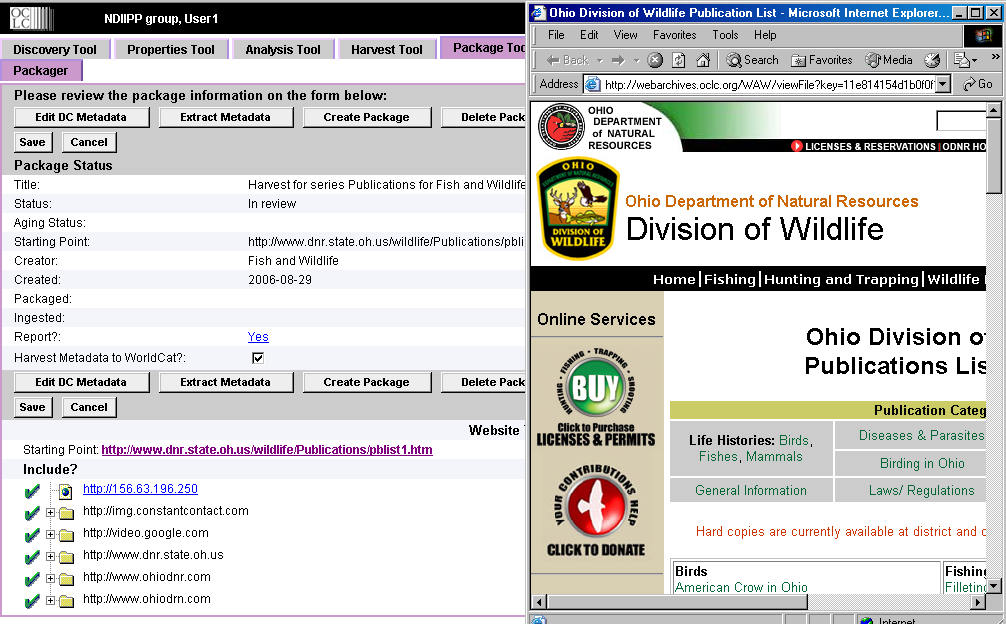 OC
LC
NDIIPP group, User1
Discovery Tool
Properties Tool
Analysis Tool
Harvest Tool
Package Too
Packager
Please review the package information on the form below:
Edit DC Metadata
Extract Metadata
Create Package
Delete Pack
Save
Cancel
Package Status
Title: Harvest for series Publications for Fish and Wildlife
Status: In review
Aging Status:
Starting Point: http://www.dnr.state.oh.us/wildlife/Publications/pbli
Creator: Fish and Wildlife
Created: 2006-08-29
Packaged:
Ingested:
Report?: Yes
Harvest Metadata to WorldCat?:
Edit DC Metadata
Extract Metadata
Create Package
Delete Pack
Save
Cancel
Website
Starting Point: http://www.dnr.state.oh.us/wildlife/Publications/pblist1.htm
Include?
http://156.63.196.250
http://img.constantcontact.com
http://video.google.com
http://www.dnr.state.oh.us
http://www.ohiodnr.com
http://www.ohiodrn.com
Ohio Division of Wildlife Publication List - Microsoft Internet Explorer...
File Edit View Favorites Tools Help
Back
Search
Favorites
Media
Address
http://webarchives.oclc.org/WAW/viewFile?key=11e814154d1b0f0f
Go
OHIO
DEPARTMENT
of NATURAL
RESOURCES
LICENSES & RESERVATIONS
ODNR HO
OHIO
DIVISION OF
WILDLIFE
Ohio Department of Natural Resources
Division of Wildlife
Home | Fishing | Hunting and Trapping | Wildlife
Online Services
HUNTING • FISHING • TRAPPING • SHOOTING
BUY
Click to Purchase
LICENSES & PERMITS
YOUR CONTRIBUTIONS HELP
CLICK TO DONATE
Ohio Division of
Publications Lis
Publication Categ
Life Histories: Birds,
Fishes, Mammals
Diseases & Parasites
Birding in Ohio
General Information
Laws/ Regulations
Hard copies are currently available at district and
Birds
American Crow in Ohio
Fishing
Filleting
Internet